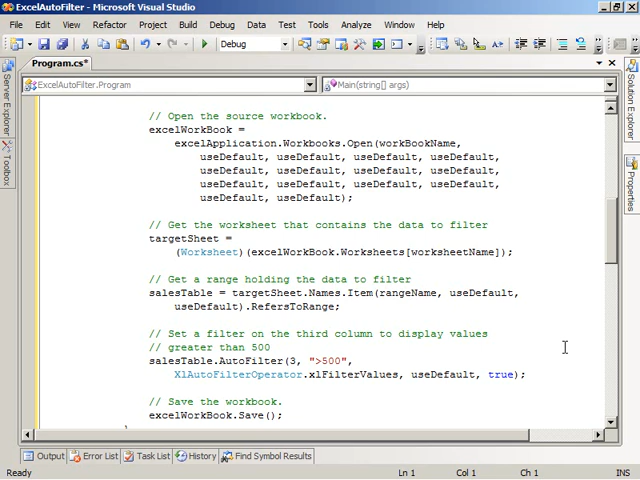 ExcelAutoFilter - Microsoft Visual Studio
File Edit View Refactor Project Build Debug Data Test Tools Analyze Window Help
Debug
Program.cs*
ExcelAutoFilter.Program Main(string[] args)
Server Explorer
Toolbox
Solution Explorer
Properties
// Open the source workbook.
excelWorkBook =
excelApplication.Workbooks.Open(workBookName,
useDefault, useDefault, useDefault, useDefault,
useDefault, useDefault, useDefault, useDefault,
useDefault, useDefault, useDefault, useDefault,
useDefault, useDefault);
// Get the worksheet that contains the data to filter
targetSheet =
(Worksheet)(excelWorkBook.Worksheets[worksheetName]);
// Get a range holding the data to filter
salesTable = targetSheet.Names.Item(rangeName, useDefault,
useDefault).RefersToRange;
// Set a filter on the third column to display values
// greater than 500
salesTable.AutoFilter(3, ">500",
XlAutoFilterOperator.xlFilterValues, useDefault, true);
// Save the workbook.
excelWorkBook.Save();
Output Error List Task List History Find Symbol Results
Ready Ln 1 Col 1 Ch 1 INS